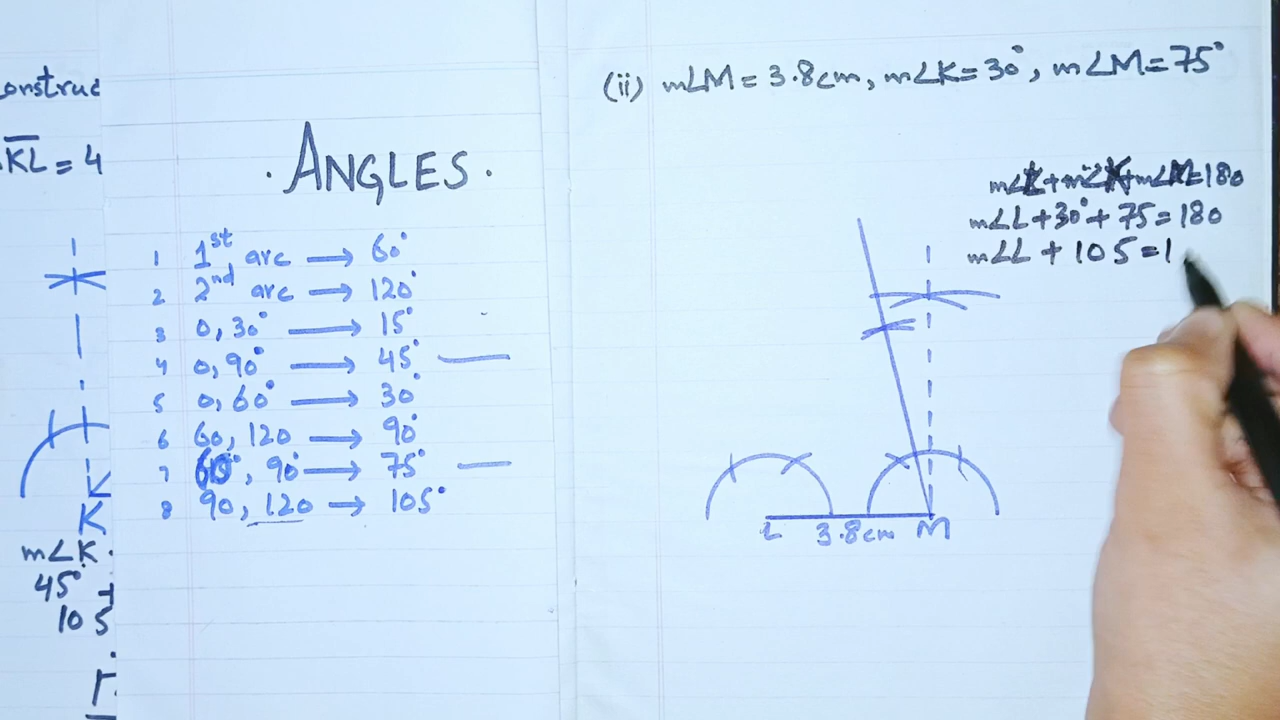 onstruc
KL = 4
K
K
m∠K
45°
105
· ANGLES ·
1 1st arc → 60°
2 2nd arc → 120°
3 0, 30° → 15°
4 0, 90° → 45°
5 0, 60° → 30°
6 60, 120 → 90°
7 60°, 90° → 75°
8 90, 120 → 105°
(ii) m∠M = 3.8cm, m∠K = 30°, m∠M = 75°
m∠L + m∠K + m∠M = 180
m∠L + 30° + 75 = 180
m∠L + 105 = 1
L 3.8cm M